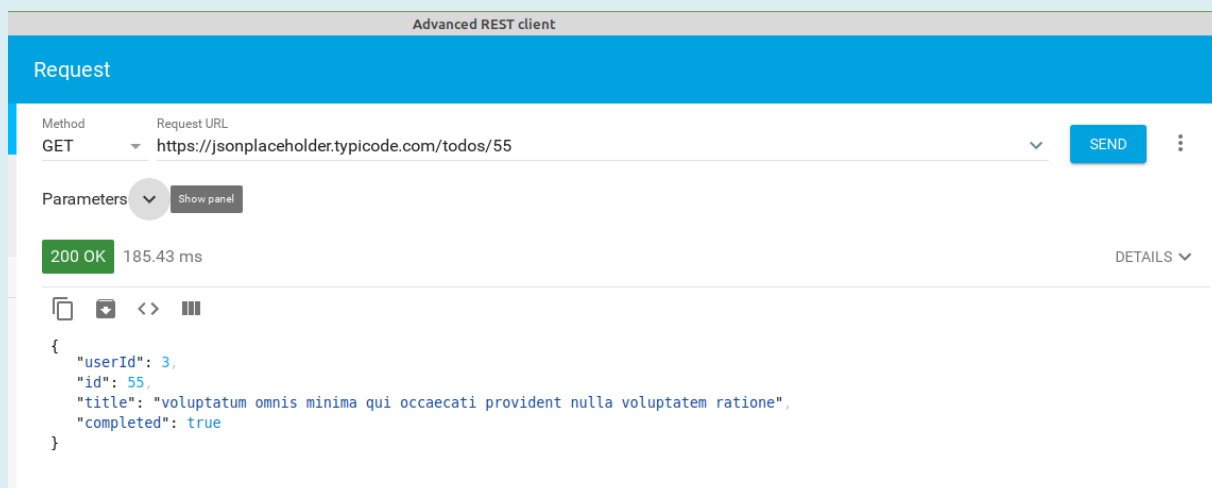 Advanced REST client
Request
Method Request URL
GET https://jsonplaceholder.typicode.com/todos/55 SEND
Parameters Show panel
200 OK 185.43 ms DETAILS
{
"userId": 3,
"id": 55,
"title": "voluptatum omnis minima qui occaecati provident nulla voluptatem ratione",
"completed": true
}